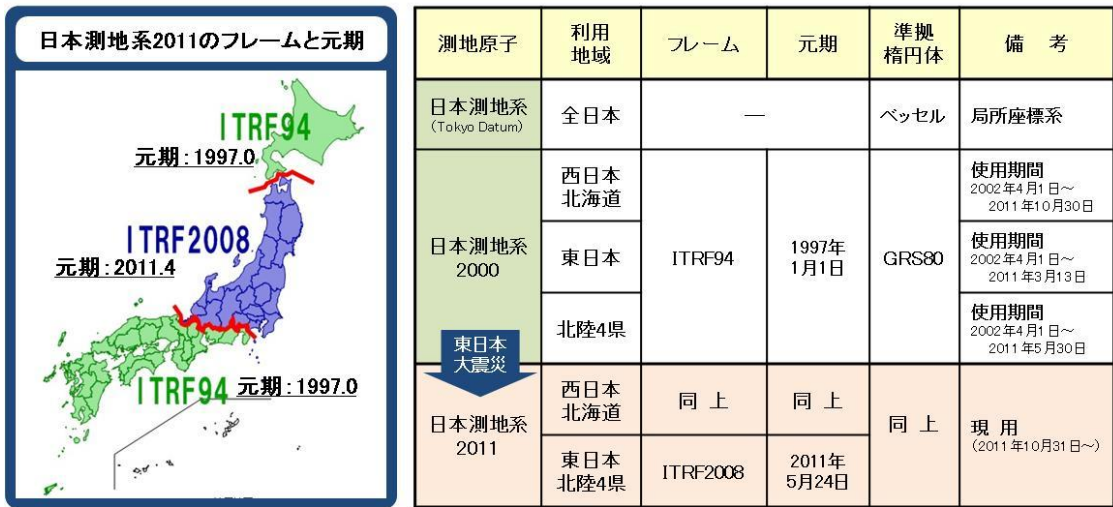 日本測地系2011のフレームと元期
ITRF94
元期：1997.0
ITRF2008
元期：2011.4
ITRF94 元期：1997.0
測地原子
利用
地域
フレーム
元期
準拠
楕円体
備 考
日本測地系
(Tokyo Datum)
全日本
―
ベッセル
局所座標系
日本測地系
2000
西日本
北海道
ITRF94
1997年
1月1日
GRS80
使用期間
2002年4月1日～
2011年10月30日
東日本
使用期間
2002年4月1日～
2011年3月13日
北陸4県
使用期間
2002年4月1日～
2011年5月30日
東日本
大震災
日本測地系
2011
西日本
北海道
同 上
同 上
同 上
現 用
(2011年10月31日～)
東日本
北陸4県
ITRF2008
2011年
5月24日